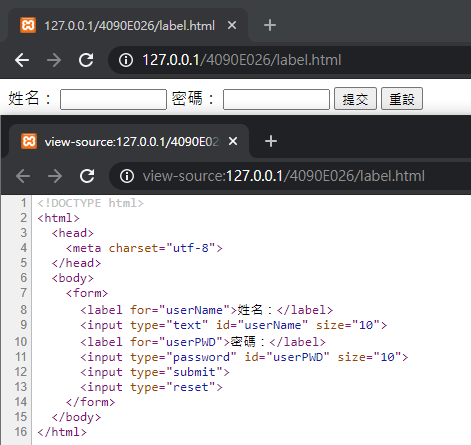 127.0.0.1/4090E026/label.html
127.0.0.1/4090E026/label.html
姓名： 密碼： 提交 重設
view-source:127.0.0.1/4090E02
view-source:127.0.0.1/4090E026/label.html
1 <!DOCTYPE html>
2 <html>
3 <head>
4 <meta charset="utf-8">
5 </head>
6 <body>
7 <form>
8 <label for="userName">姓名：</label>
9 <input type="text" id="userName" size="10">
10 <label for="userPWD">密碼：</label>
11 <input type="password" id="userPWD" size="10">
12 <input type="submit">
13 <input type="reset">
14 </form>
15 </body>
16 </html>